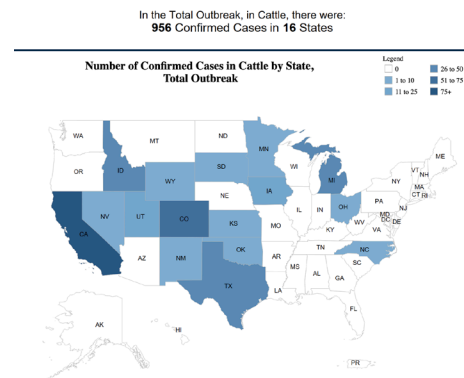 In the Total Outbreak, in Cattle, there were:
956 Confirmed Cases in 16 States
Number of Confirmed Cases in Cattle by State,
Total Outbreak
Legend
0
1 to 10
11 to 25
26 to 50
51 to 75
75+
WA
MT
ND
MN
ME
OR
ID
SD
WI
MI
VT
NH
NY
MA
CT
RI
WY
IA
NE
PA
NJ
NV
UT
CO
IL
IN
OH
MD
DC
DE
CA
KS
MO
KY
WV
VA
AZ
NM
OK
AR
TN
NC
SC
TX
LA
MS
AL
GA
FL
AK
HI
PR